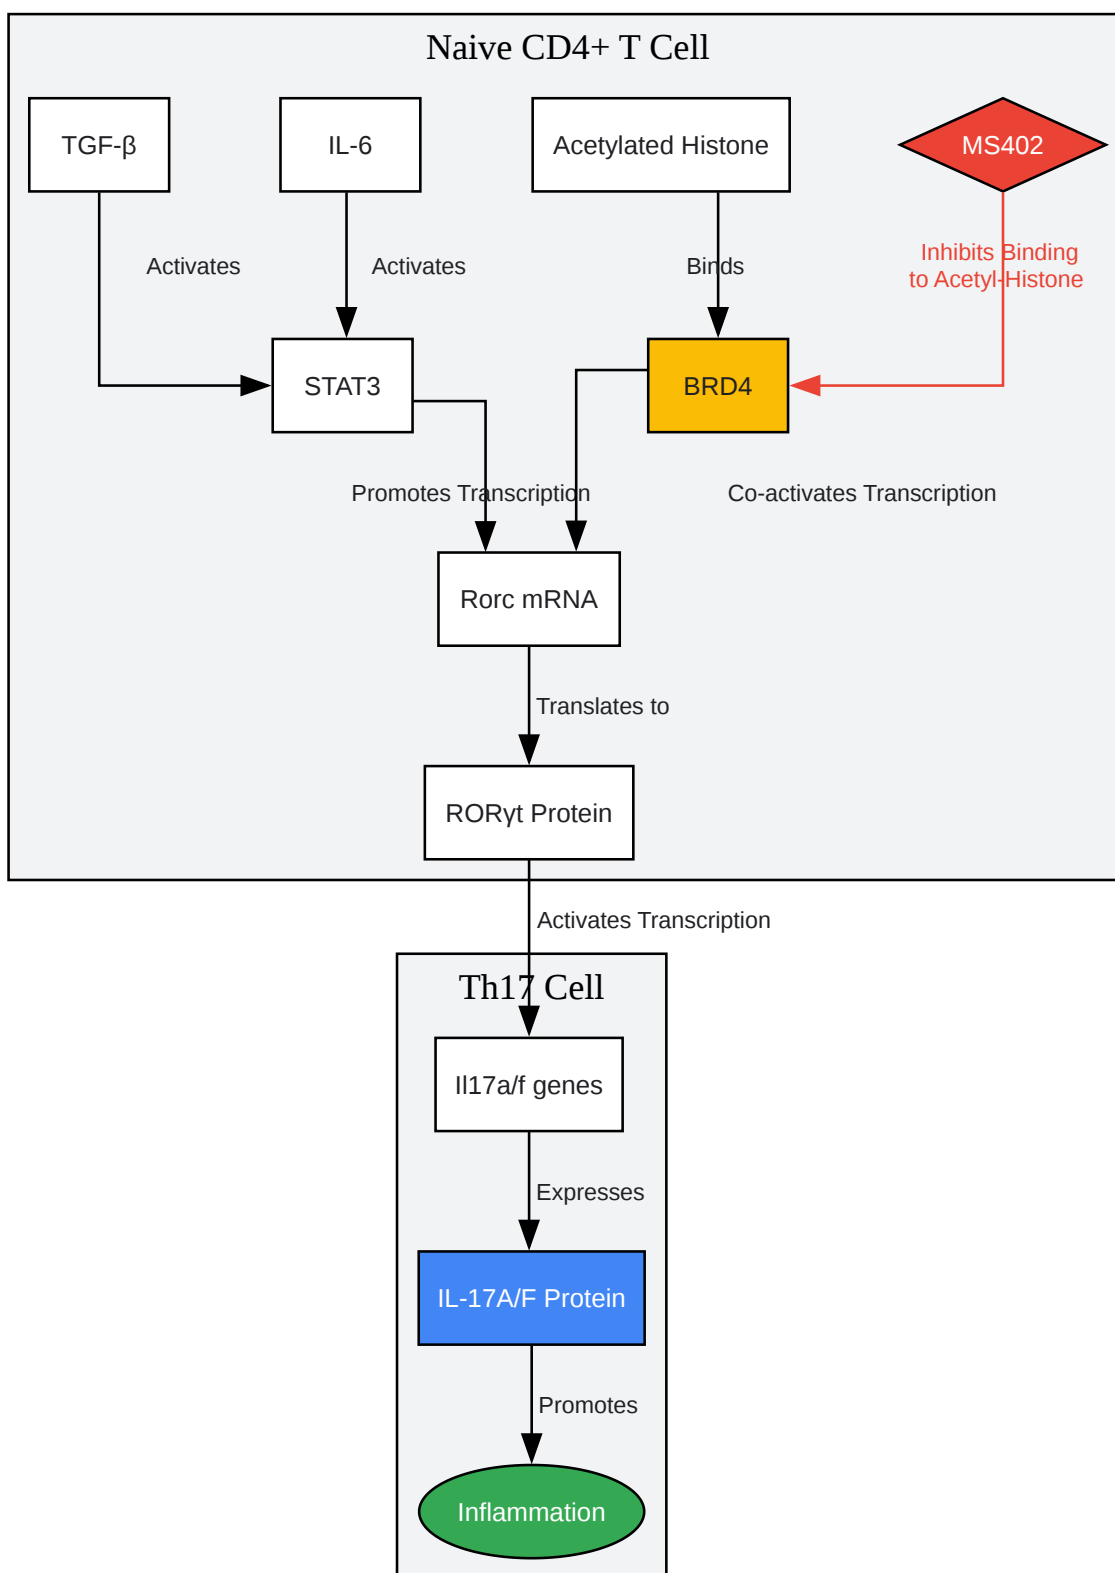 Naive CD4+ T Cell
TGF-β
IL-6
Acetylated Histone
MS402
Activates
Activates
Binds
Inhibits Binding
to Acetyl-Histone
STAT3
BRD4
Promotes Transcription
Co-activates Transcription
Rorc mRNA
Translates to
RORγt Protein
Activates Transcription
Th17 Cell
Il17a/f genes
Expresses
IL-17A/F Protein
Promotes
Inflammation